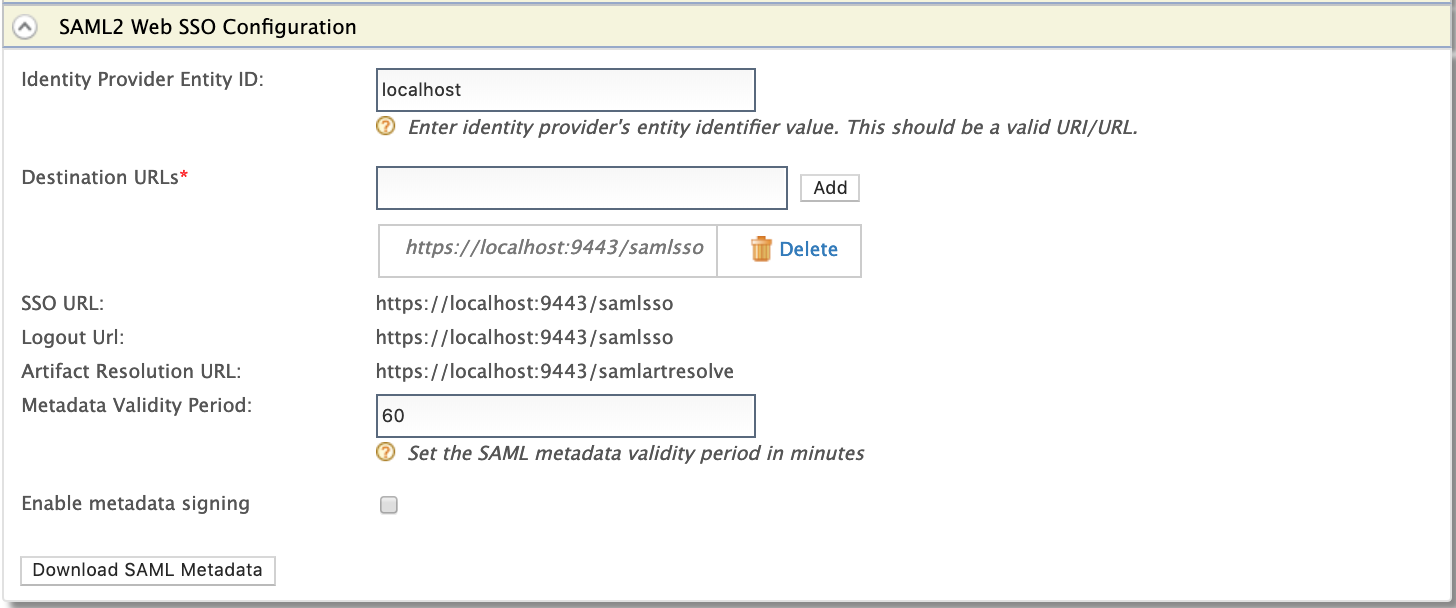 SAML2 Web SSO Configuration
Identity Provider Entity ID:
localhost
Enter identity provider's entity identifier value. This should be a valid URI/URL.
Destination URLs*
Add
https://localhost:9443/samlsso
Delete
SSO URL: https://localhost:9443/samlsso
Logout Url: https://localhost:9443/samlsso
Artifact Resolution URL: https://localhost:9443/samlartresolve
Metadata Validity Period:
60
Set the SAML metadata validity period in minutes
Enable metadata signing
Download SAML Metadata